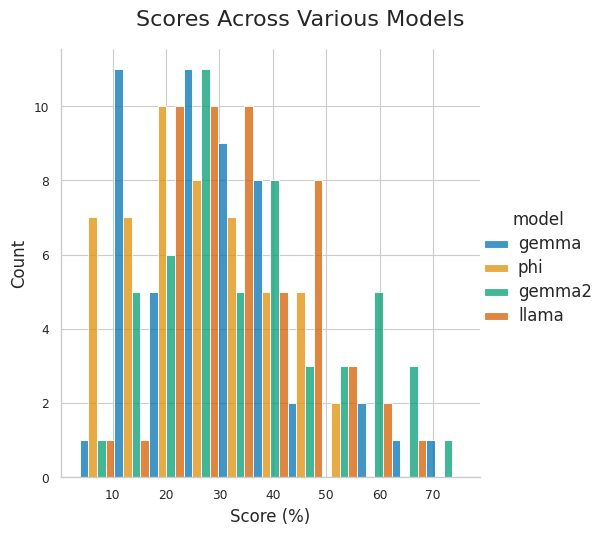 Scores Across Various Models
Count
10
8
6
4
2
0
10 20 30 40 50 60 70
Score (%)
model
gemma
phi
gemma2
llama